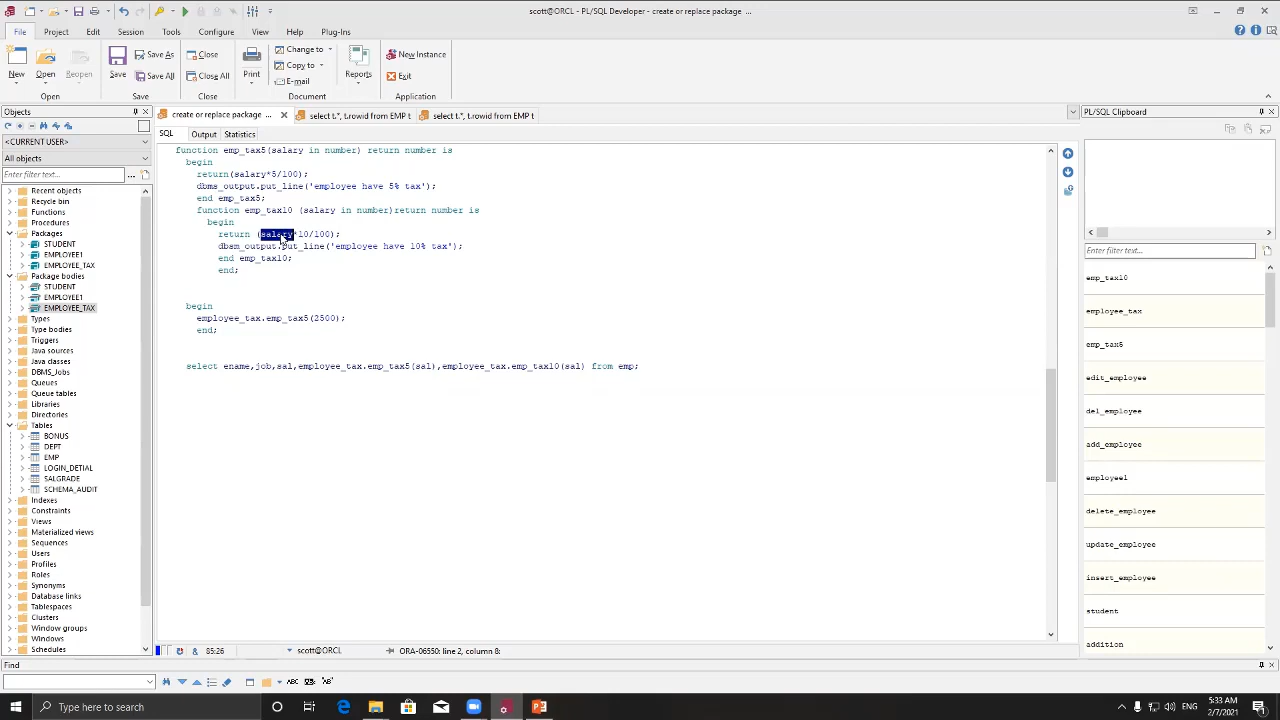 scott@ORCL - PL/SQL Developer - create or replace package ...
File Project Edit Session Tools Configure View Help Plug-Ins
New Open Reopen Save Save As Save All Close Close All Print Change to Copy to E-mail Reports New Instance Exit
Open Save Close Document Application
Objects
<CURRENT USER>
All objects
Enter filter text... ...
Recent objects
Recycle bin
Functions
Procedures
Packages
STUDENT
EMPLOYEE1
EMPLOYEE_TAX
Package bodies
STUDENT
EMPLOYEE1
EMPLOYEE_TAX
Types
Type bodies
Triggers
Java sources
Java classes
DBMS_Jobs
Queues
Queue tables
Libraries
Directories
Tables
BONUS
DEPT
EMP
LOGIN_DETIAL
SALGRADE
SCHEMA_AUDIT
Indexes
Constraints
Views
Materialized views
Sequences
Users
Profiles
Roles
Synonyms
Database links
Tablespaces
Clusters
Window groups
Windows
Schedules
create or replace package ... select t.*, t.rowid from EMP t select t.*, t.rowid from EMP t
SQL Output Statistics
function emp_tax5(salary in number) return number is
begin
return(salary*5/100);
dbms_output.put_line('employee have 5% tax');
end emp_tax5;
function emp_tax10 (salary in number)return number is
begin
return (salary*10/100);
dbsm_output.put_line('employee have 10% tax');
end emp_tax10;
end;
begin
employee_tax.emp_tax5(2500);
end;
select ename,job,sal,employee_tax.emp_tax5(sal),employee_tax.emp_tax10(sal) from emp;
85:26 scott@ORCL ORA-06550: line 2, column 8:
PL/SQL Clipboard
Enter filter text...
emp_tax10
employee_tax
emp_tax5
edit_employee
del_employee
add_employee
employee1
delete_employee
update_employee
insert_employee
student
addition
Find
ABC "AB"
Type here to search
ENG
5:33 AM
2/7/2021